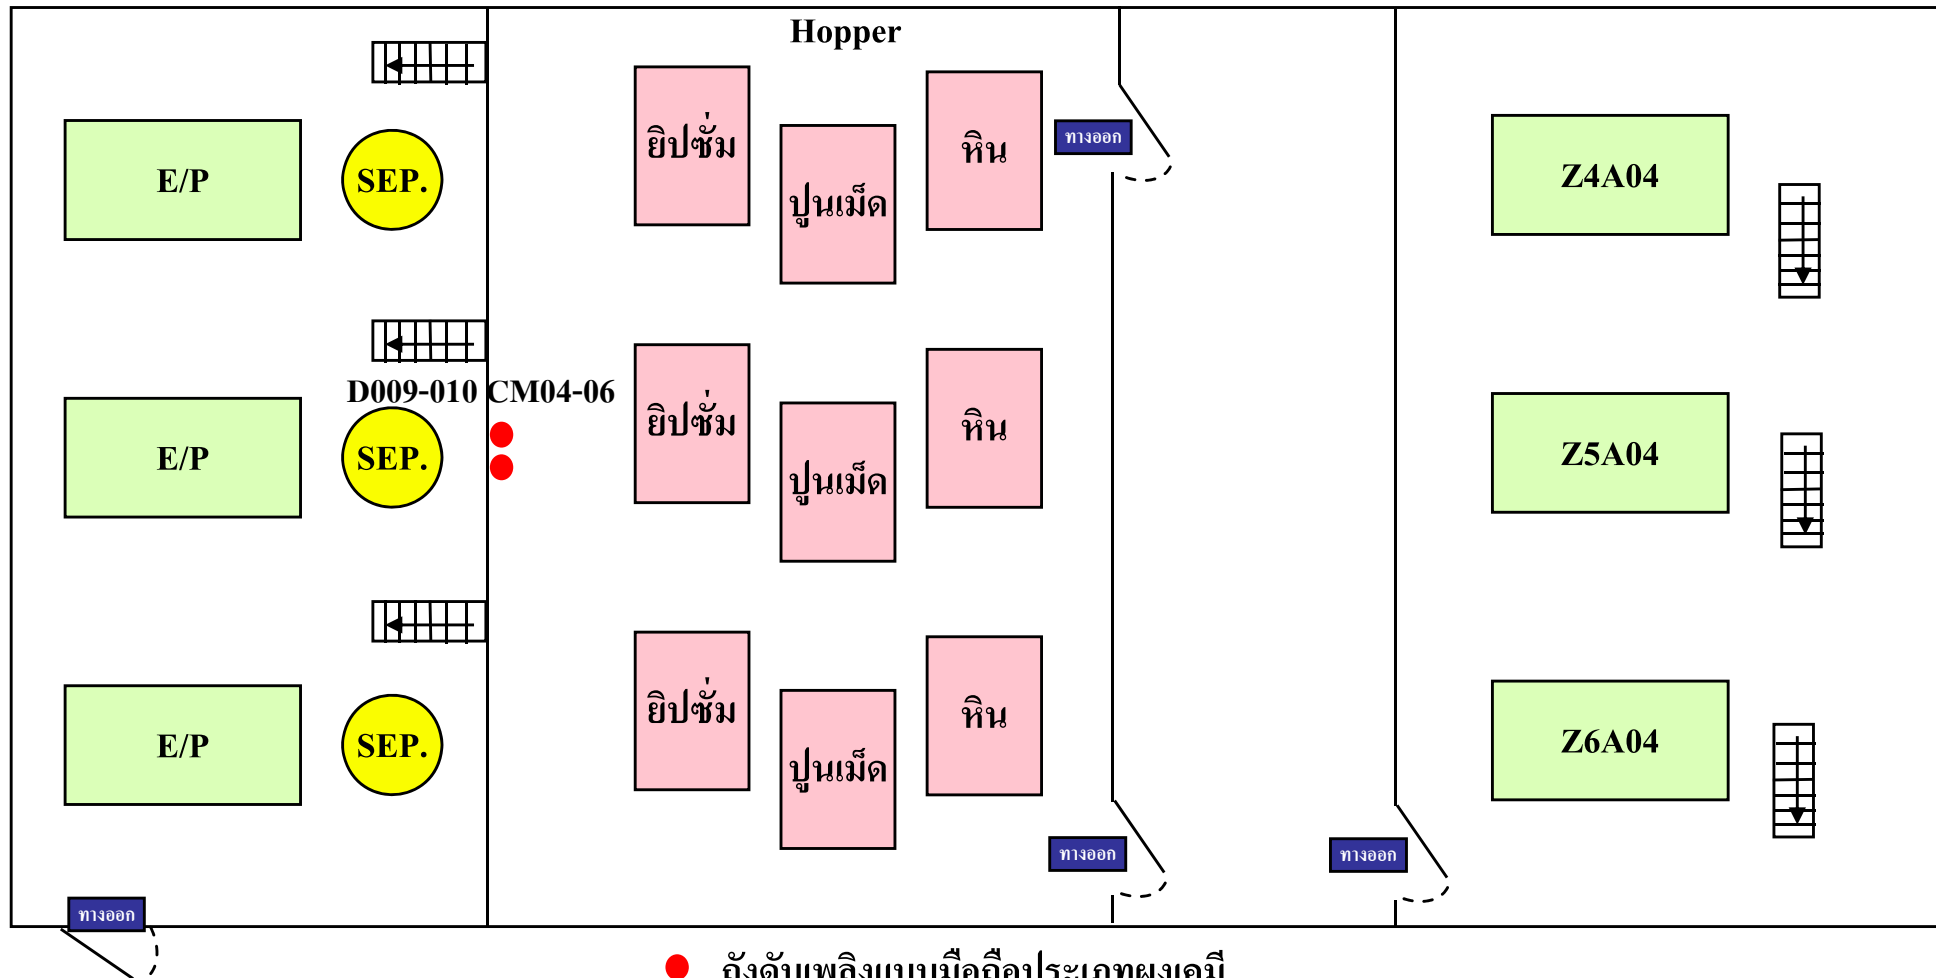 Hopper
ยิปซั่ม
ปูนเม็ด
หิน
ทางออก
E/P
SEP.
Z4A04
D009-010 CM04-06
E/P
SEP.
ยิปซั่ม
ปูนเม็ด
หิน
Z5A04
E/P
SEP.
ยิปซั่ม
ปูนเม็ด
หิน
Z6A04
ทางออก
ทางออก
ทางออก
ถังดับเพลิงแบบมือถือประเภทผงเคมี